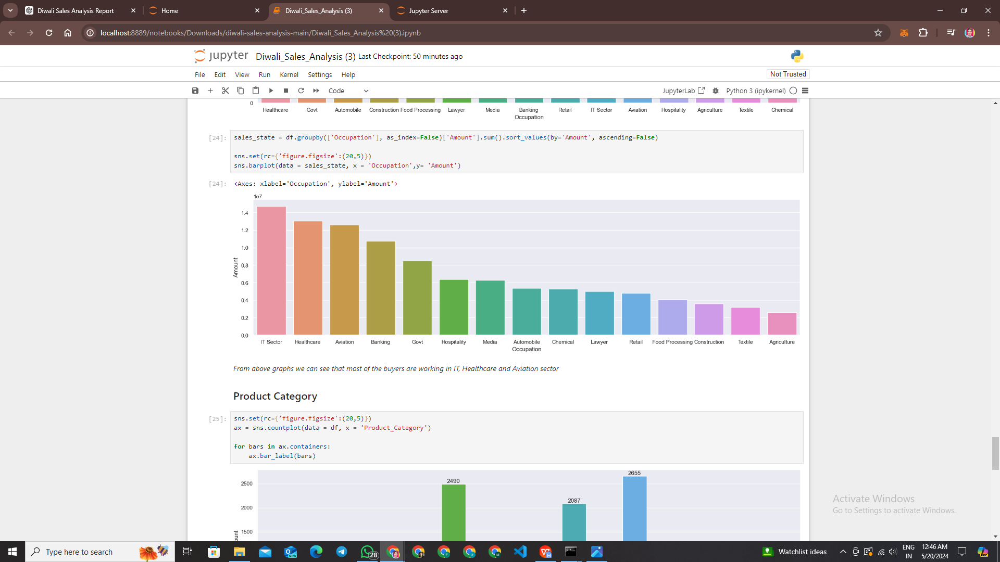 Diwali Sales Analysis Report
Home
Diwali_Sales_Analysis (3)
Jupyter Server
localhost:8889/notebooks/Downloads/diwali-sales-analysis-main/Diwali_Sales_Analysis%20(3).ipynb
jupyter Diwali_Sales_Analysis (3) Last Checkpoint: 50 minutes ago
File Edit View Run Kernel Settings Help Not Trusted
Code JupyterLab Python 3 (ipykernel)
0
Healthcare Govt Automobile Construction Food Processing Lawyer Media Banking Retail IT Sector Aviation Hospitality Agriculture Textile Chemical
Occupation
[24]: sales_state = df.groupby(['Occupation'], as_index=False)['Amount'].sum().sort_values(by='Amount', ascending=False)
sns.set(rc={'figure.figsize':(20,5)})
sns.barplot(data = sales_state, x = 'Occupation',y= 'Amount')
[24]: <Axes: xlabel='Occupation', ylabel='Amount'>
1e7
1.4
1.2
1.0
0.8
0.6
0.4
0.2
0.0
Amount
IT Sector Healthcare Aviation Banking Govt Hospitality Media Automobile Chemical Lawyer Retail Food Processing Construction Textile Agriculture
Occupation
From above graphs we can see that most of the buyers are working in IT, Healthcare and Aviation sector
Product Category
[25]: sns.set(rc={'figure.figsize':(20,5)})
ax = sns.countplot(data = df, x = 'Product_Category')
for bars in ax.containers:
ax.bar_label(bars)
2655
2490
2500
2087
2000
1500
ount
Activate Windows
Go to Settings to activate Windows.
Type here to search
NEW
28
Watchlist ideas
ENG
IN
12:46 AM
5/20/2024
PRE